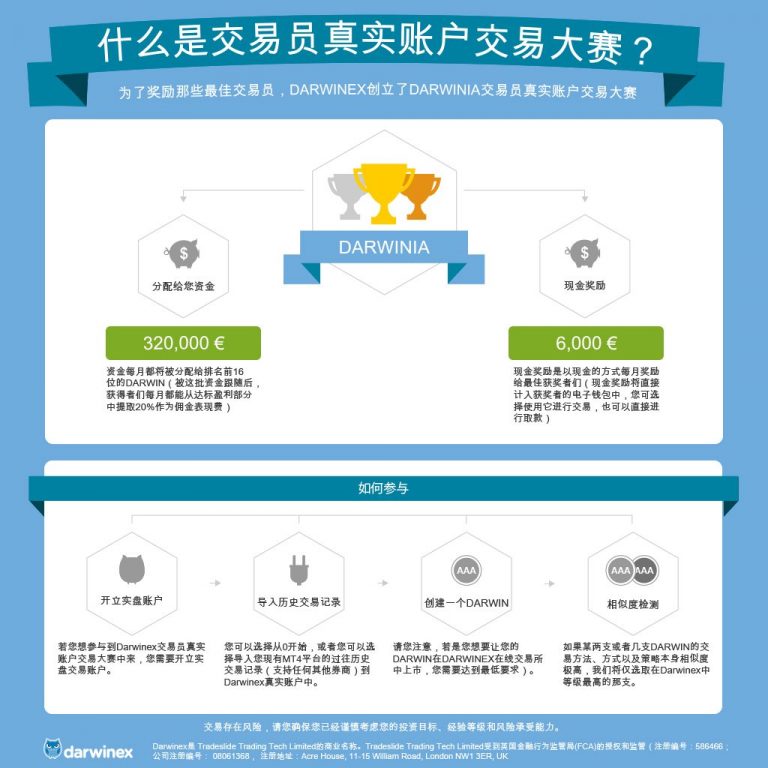 什么是交易员真实账户交易大赛？
为了奖励那些最佳交易员，DARWINEX创立了DARWINIA交易员真实账户交易大赛
DARWINIA
$
分配给您资金
$
现金奖励
320,000 €
6,000 €
资金每月都将被分配给排名前16
位的DARWIN（被这批资金跟随后，
获得者们每月都能从达标盈利部分
中提取20%作为佣金表现费）
现金奖励是以现金的方式每月奖励
给最佳获奖者们（现金奖励将直接
计入获奖者的电子钱包中，您可选
择使用它进行交易，也可以直接进
行取款）
如何参与
开立实盘账户
导入历史交易记录
AAA
创建一个DARWIN
AAA AAA
相似度检测
若您想参与到Darwinex交易员真实
账户交易大赛中来，您需要开立实
盘交易账户。
您可以选择从0开始，或者您可以选
择导入您现有MT4平台的过往历史
交易记录（支持任何其他券商）到
Darwinex真实账户中。
请您注意，若是您想要让您的
DARWIN在DARWINEX在线交易所
中上市，您需要达到最低要求）。
如果某两支或者几支DARWIN的交
易方法、方式以及策略本身相似度
极高，我们将仅选取在Darwinex中
等级最高的那支。
交易存在风险，请您确保您已经谨慎考虑您的投资目标、经验等级和风险承受能力。
darwinex
Darwinex是 Tradeslide Trading Tech Limited的商业名称。Tradeslide Trading Tech Limited受到英国金融行为监管局(FCA)的授权和监管（注册编号：586466，
公司注册编号： 08061368， 注册地址：Acre House, 11-15 William Road, London NW1 3ER, UK